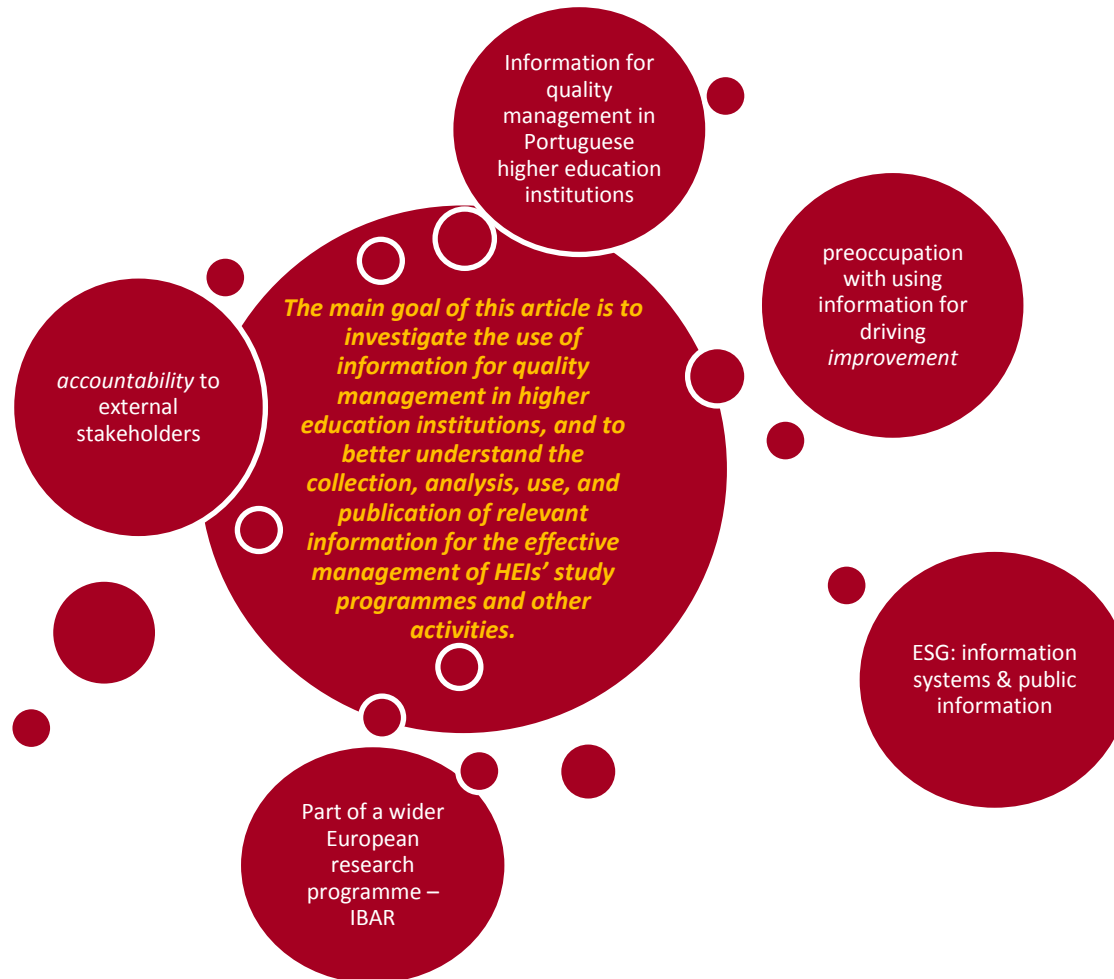 Information for
quality
management in
Portuguese
higher education
institutions
preoccupation
with using
information for
driving
improvement
The main goal of this article is to
investigate the use of
information for quality
management in higher
education institutions, and to
better understand the
collection, analysis, use, and
publication of relevant
information for the effective
management of HEIs’ study
programmes and other
activities.
accountability to
external
stakeholders
ESG: information
systems & public
information
Part of a wider
European
research
programme –
IBAR